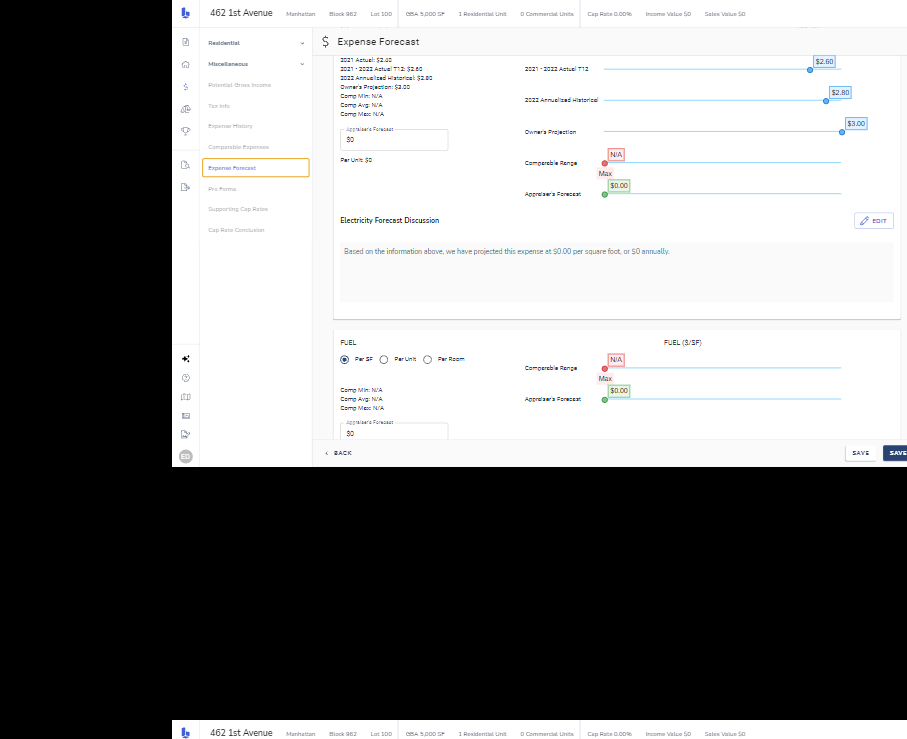 462 1st Avenue Manhattan Block 962 Lot 100 GBA 5,000 SF 1 Residential Unit 0 Commercial Units Cap Rate 0.00% Income Value $0 Sales Value $0
Residential
Miscellaneous
Potential Gross Income
Tax Info
Expense History
Comparable Expenses
Expense Forecast
Pro Forma
Supporting Cap Rates
Cap Rate Conclusion
ED
$ Expense Forecast
2021 Actual: $2.40
2021 - 2022 Actual T12: $2.60
2022 Annualized Historical: $2.80
Owner's Projection: $3.00
Comp Min: N/A
Comp Avg: N/A
Comp Max: N/A
Appraiser's Forecast
$0
Per Unit: $0
2021 - 2022 Actual T12 $2.60
2022 Annualized Historical $2.80
Owner's Projection $3.00
Comparable Range N/A
Max
Appraiser's Forecast $0.00
Electricity Forecast Discussion
EDIT
Based on the information above, we have projected this expense at $0.00 per square foot, or $0 annually.
FUEL
Per SF Per Unit Per Room
Comp Min: N/A
Comp Avg: N/A
Comp Max: N/A
Appraiser's Forecast
$0
FUEL ($/SF)
Comparable Range N/A
Max
Appraiser's Forecast $0.00
‹ BACK
SAVE
SAVE
462 1st Avenue Manhattan Block 962 Lot 100 GBA 5,000 SF 1 Residential Unit 0 Commercial Units Cap Rate 0.00% Income Value $0 Sales Value $0